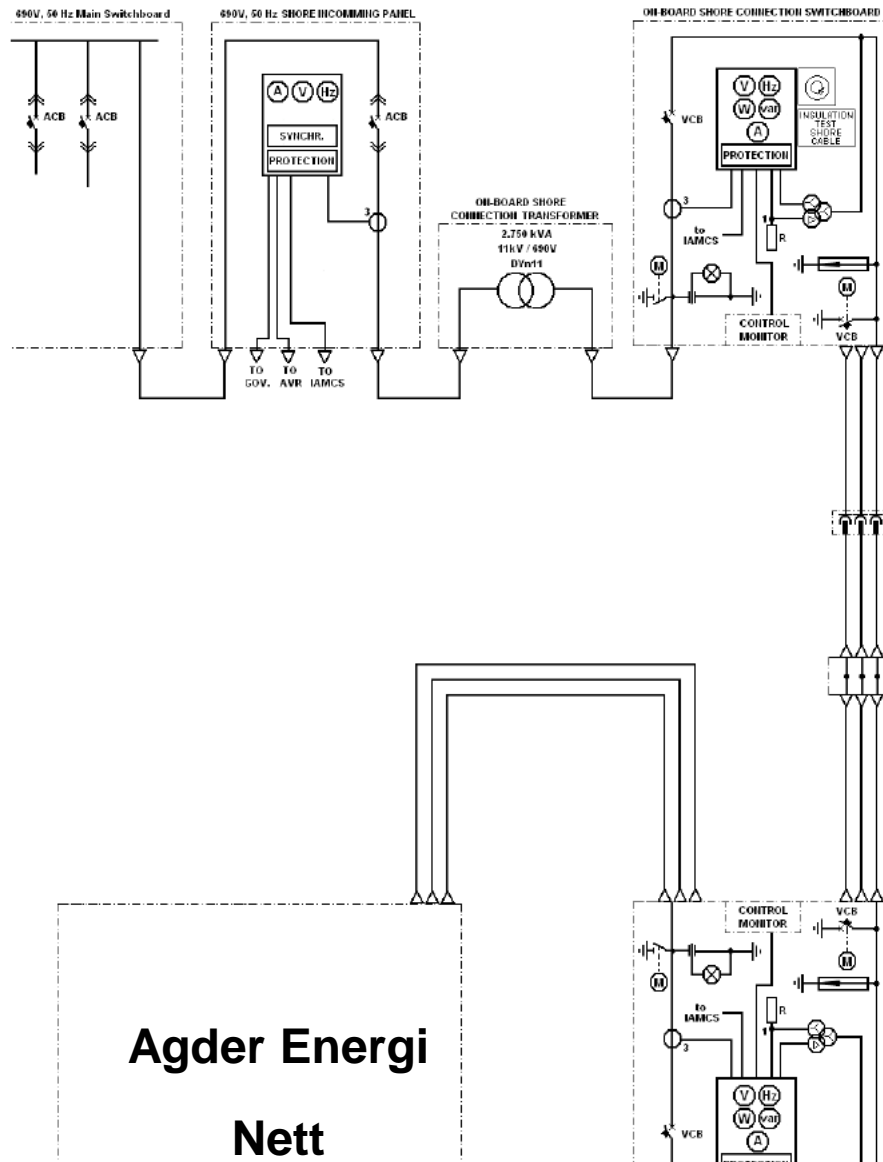 690V, 50 Hz Main Switchboard
690V, 50 Hz SHORE INCOMMING PANEL
ON-BOARD SHORE CONNECTION SWITCHBOARD
ACB
ACB
A
V
Hz
SYNCHR.
PROTECTION
ACB
3
TO GOV.
TO AVR
TO IAMCS
ON-BOARD SHORE
CONNECTION TRANSFORMER
2.750 kVA
11kV / 690V
DYn11
VCB
V
Hz
W
var
A
PROTECTION
INSULATION
TEST
SHORE
CABLE
3
to
IAMCS
1
R
M
M
CONTROL
MONITOR
VCB
CONTROL
MONITOR
VCB
M
M
to
IAMCS
R
1
3
V
Hz
W
var
A
VCB
PROTECTION
Agder Energi
Nett